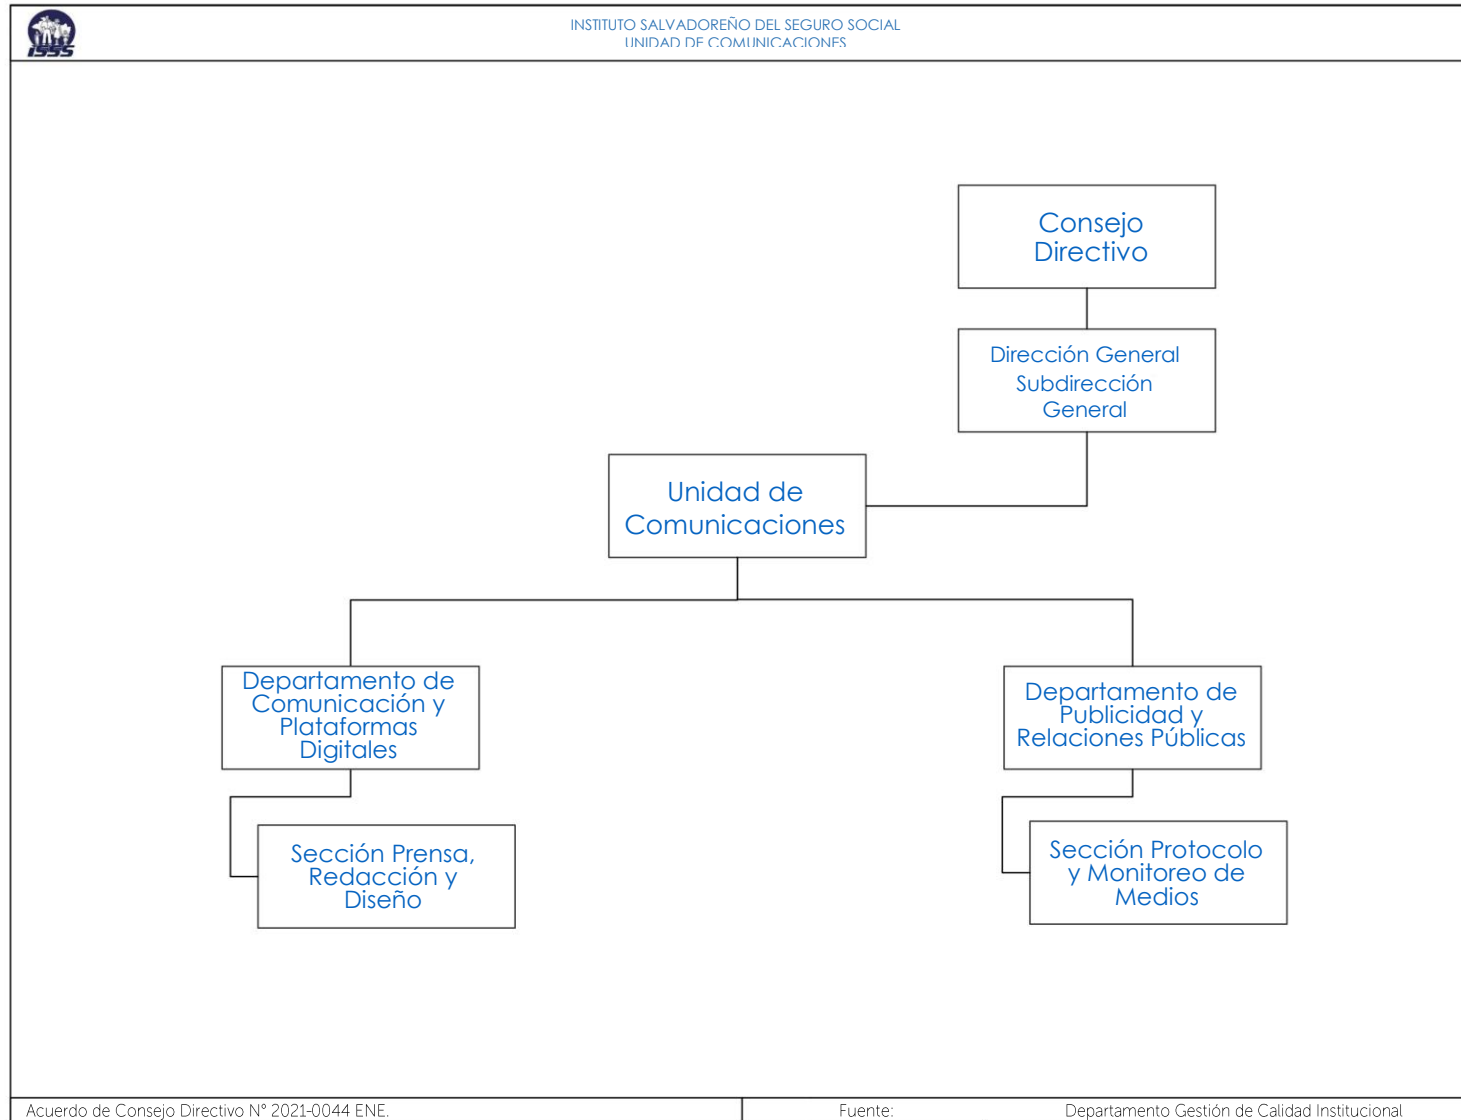 ISSS
INSTITUTO SALVADOREÑO DEL SEGURO SOCIAL
UNIDAD DE COMUNICACIONES
Consejo
Directivo
Dirección General
Subdirección
General
Unidad de
Comunicaciones
Departamento de
Comunicación y
Plataformas
Digitales
Departamento de
Publicidad y
Relaciones Públicas
Sección Prensa,
Redacción y
Diseño
Sección Protocolo
y Monitoreo de
Medios
Acuerdo de Consejo Directivo N° 2021-0044 ENE.
Fuente: Departamento Gestión de Calidad Institucional